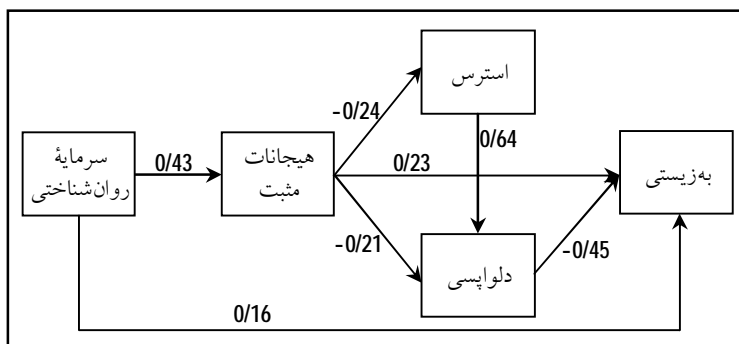 استرس
-0/24
0/64
سرمایۀ
روان‌شناختی
0/43
هیجانات
مثبت
0/23
به‌زیستی
-0/21
دلواپسی
-0/45
0/16